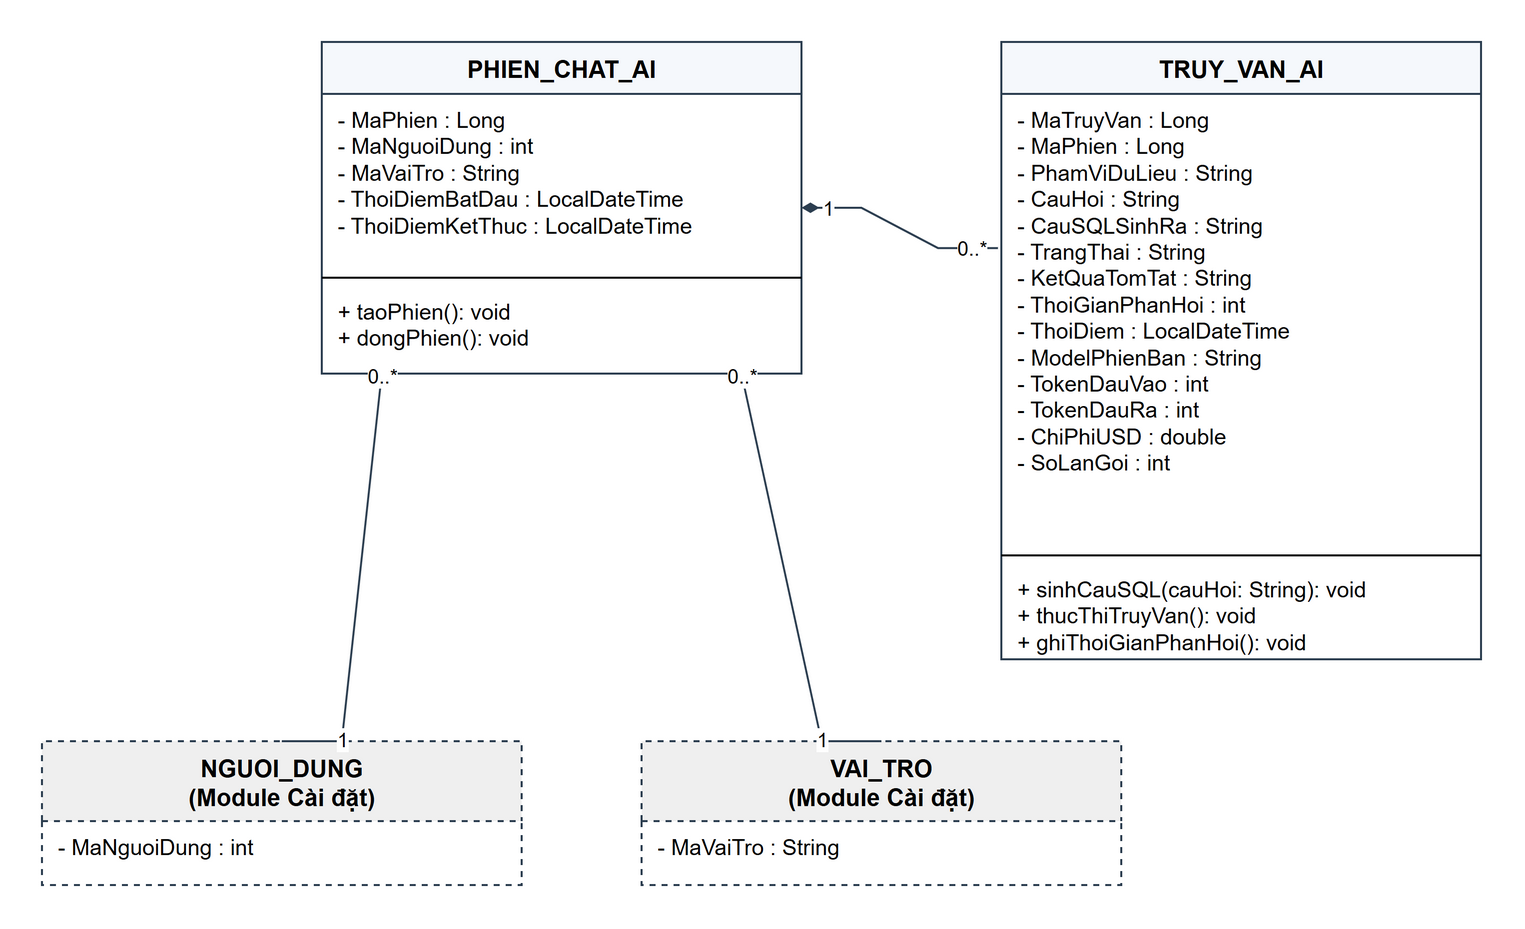 PHIEN_CHAT_AI
- MaPhien : Long
- MaNguoiDung : int
- MaVaiTro : String
- ThoiDiemBatDau : LocalDateTime
- ThoiDiemKetThuc : LocalDateTime
+ taoPhien(): void
+ dongPhien(): void
TRUY_VAN_AI
- MaTruyVan : Long
- MaPhien : Long
- PhamViDuLieu : String
- CauHoi : String
- CauSQLSinhRa : String
- TrangThai : String
- KetQuaTomTat : String
- ThoiGianPhanHoi : int
- ThoiDiem : LocalDateTime
- ModelPhienBan : String
- TokenDauVao : int
- TokenDauRa : int
- ChiPhiUSD : double
- SoLanGoi : int
+ sinhCauSQL(cauHoi: String): void
+ thucThiTruyVan(): void
+ ghiThoiGianPhanHoi(): void
1
0..*
0..*
0..*
1
1
NGUOI_DUNG
(Module Cài đặt)
- MaNguoiDung : int
VAI_TRO
(Module Cài đặt)
- MaVaiTro : String